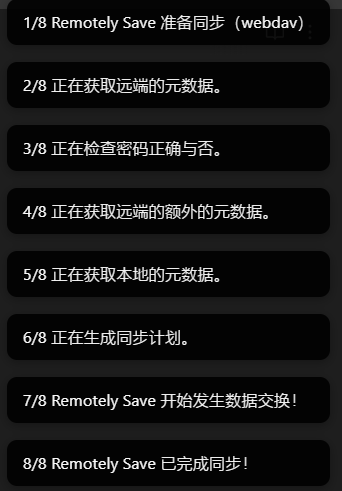 1/8 Remotely Save 准备同步（webdav）
2/8 正在获取远端的元数据。
3/8 正在检查密码正确与否。
4/8 正在获取远端的额外的元数据。
5/8 正在获取本地的元数据。
6/8 正在生成同步计划。
7/8 Remotely Save 开始发生数据交换！
8/8 Remotely Save 已完成同步！